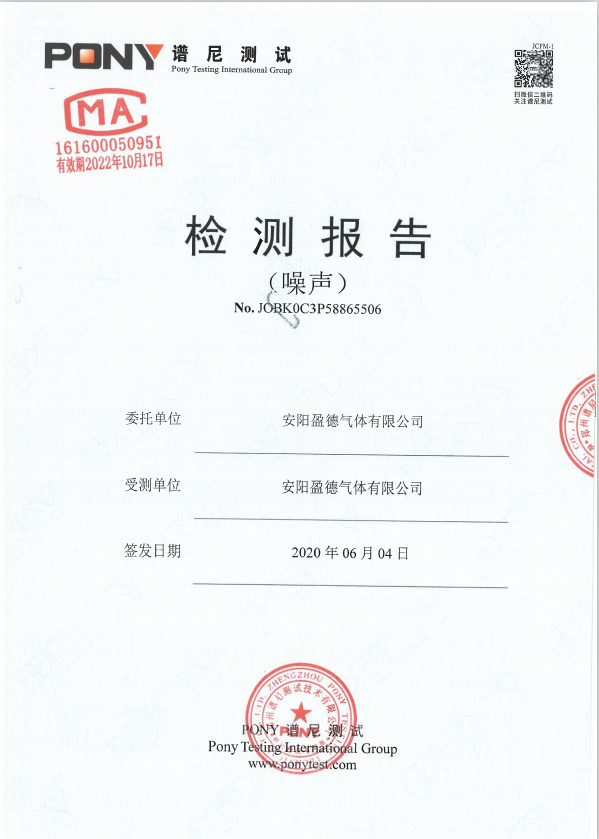 PONY 谱尼测试
Pony Testing International Group
JCFM-1
扫微信二维码
关注谱尼测试
MA
161600050951
有效期2022年10月17日
检测报告
（噪声）
No. JOBK0C3P58865506
委托单位 安阳盈德气体有限公司
受测单位 安阳盈德气体有限公司
签发日期 2020 年 06 月 04 日
PONY 谱尼测试
Pony Testing International Group
www.ponytest.com